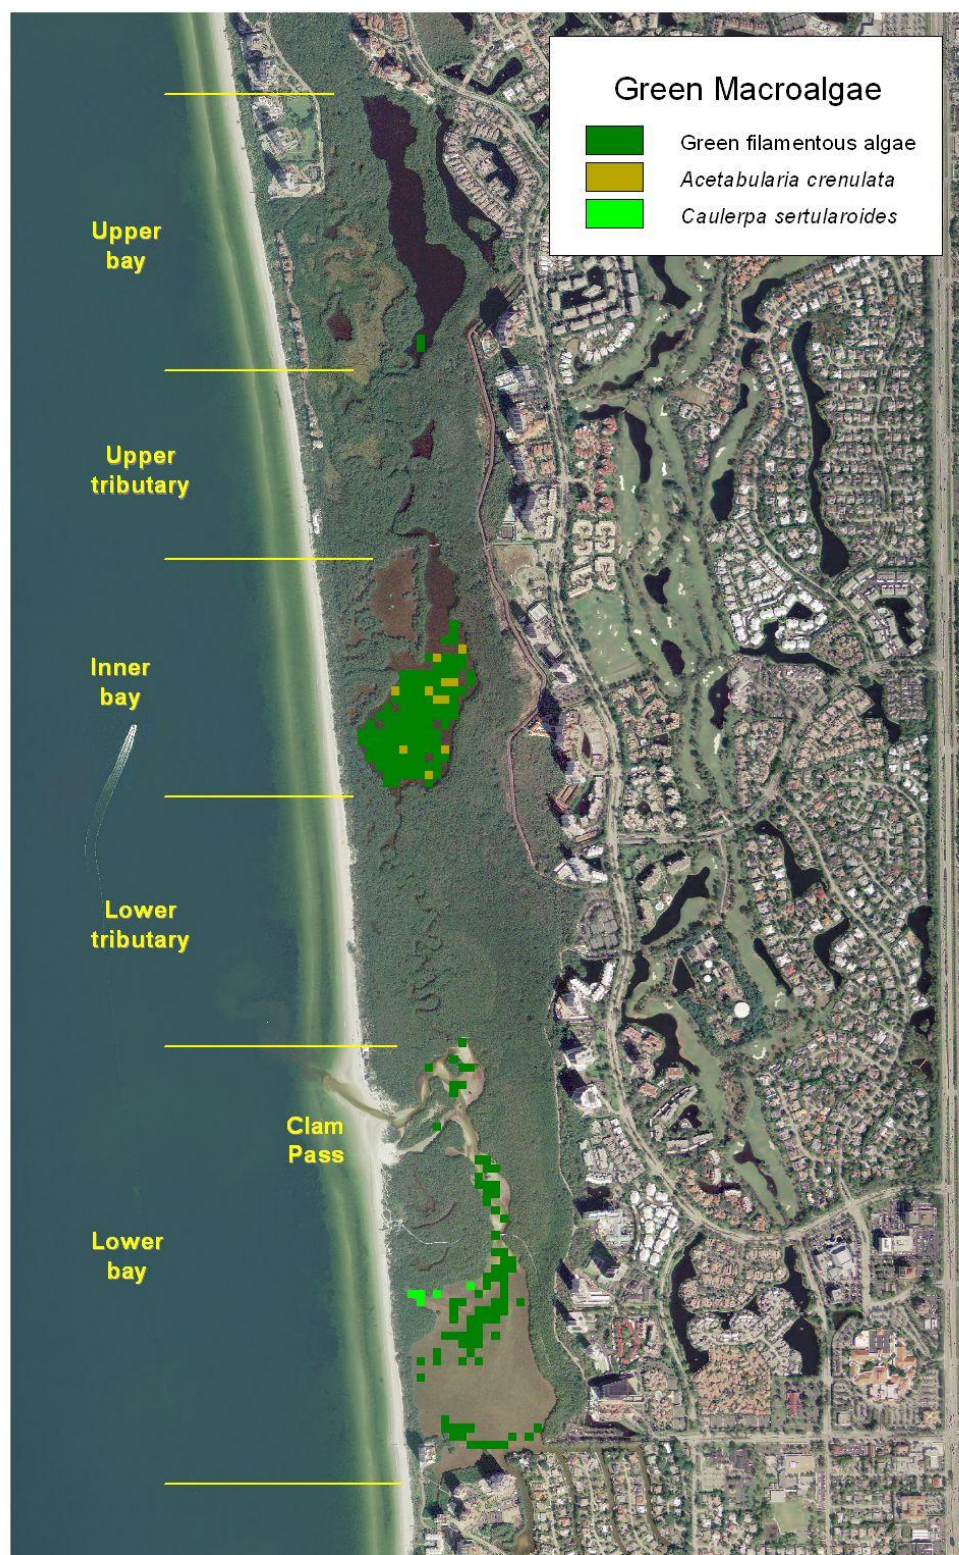 Green Macroalgae
Green filamentous algae
Acetabularia crenulata
Caulerpa sertularoides
Upper
bay
Upper
tributary
Inner
bay
Lower
tributary
Clam
Pass
Lower
bay